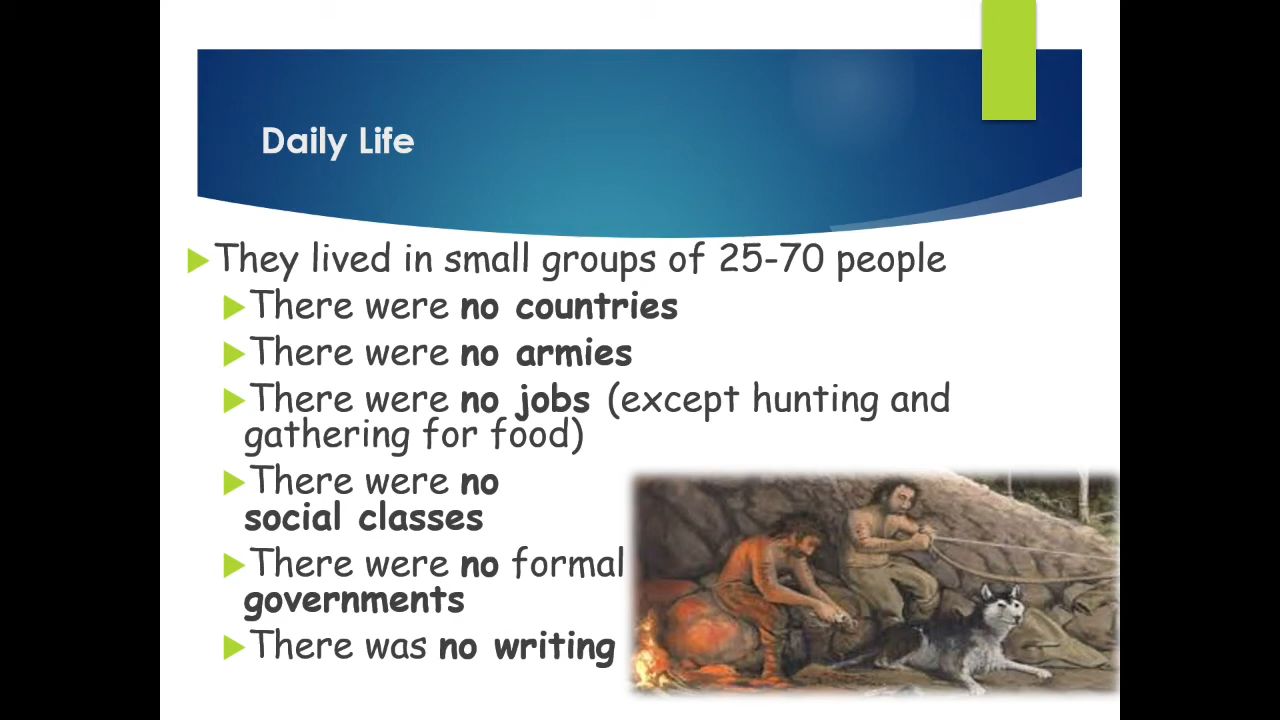 Daily Life
They lived in small groups of 25-70 people
There were no countries
There were no armies
There were no jobs (except hunting and
gathering for food)
There were no
social classes
There were no formal
governments
There was no writing